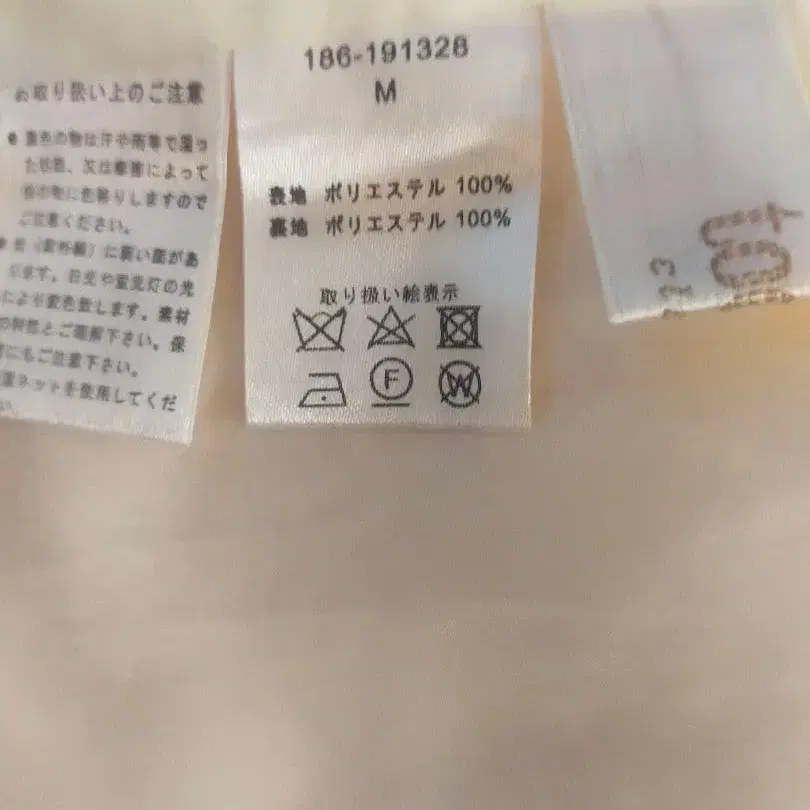 お取り扱い上のご注意
● 濃色の物は汗や雨等で湿っ
た状態、又は摩擦によって
他の物に色移りしますので
ご注意ください。
● 光（紫外線）に弱い面があ
ります。日光や蛍光灯の光
により変色致します。素材
の特性とご理解下さい。保
にもご注意下さい。
ネットを使用してくだ
186-191328
M
表地 ポリエステル 100%
裏地 ポリエステル 100%
取り扱い絵表示
F
W